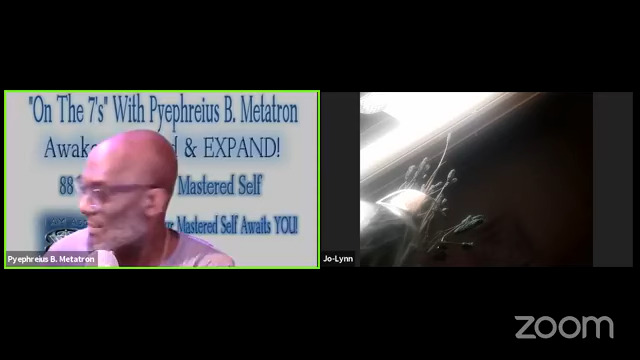 "On The 7's" With Pyephreius B. Metatron
& EXPAND!
88
Mastered Self
Mastered Self Awaits YOU!
Pyephreius B. Metatron
Jo-Lynn
zoom